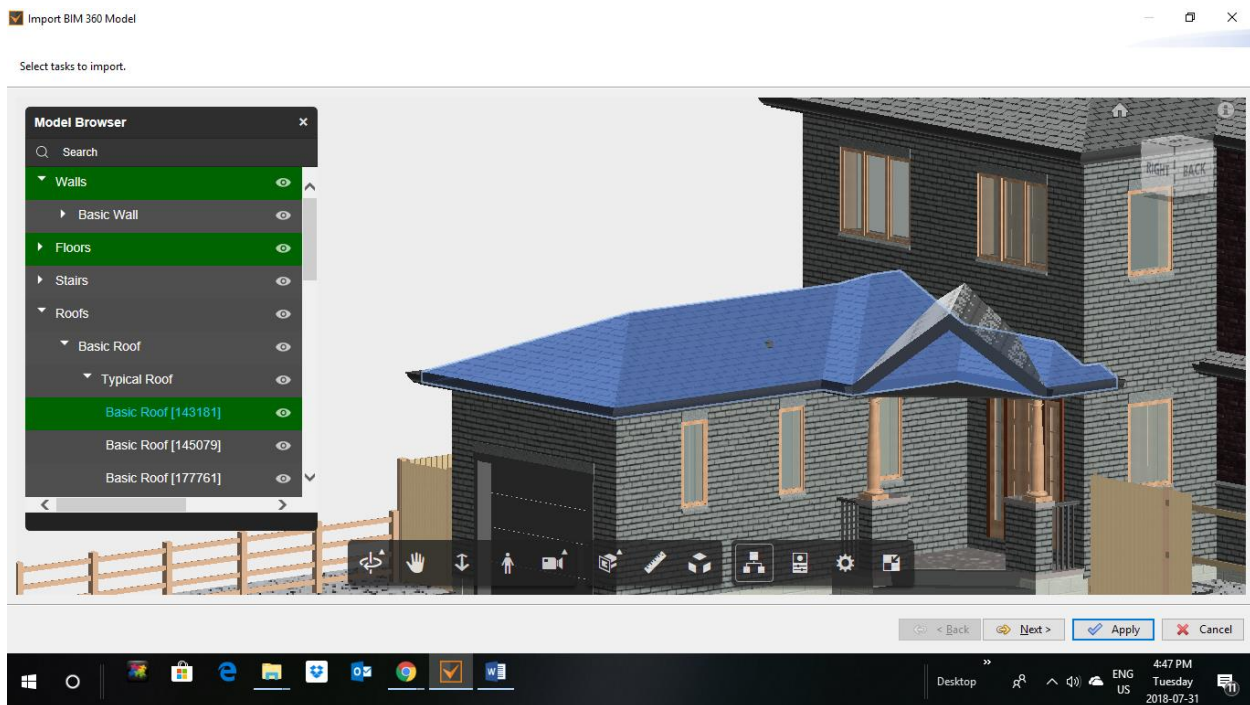 Import BIM 360 Model
Select tasks to import.
Model Browser
Search
Walls
Basic Wall
Floors
Stairs
Roofs
Basic Roof
Typical Roof
Basic Roof [143181]
Basic Roof [145079]
Basic Roof [177761]
RIGHT BACK
< Back Next > Apply Cancel
Desktop
ENG
US
4:47 PM
Tuesday
2018-07-31
11